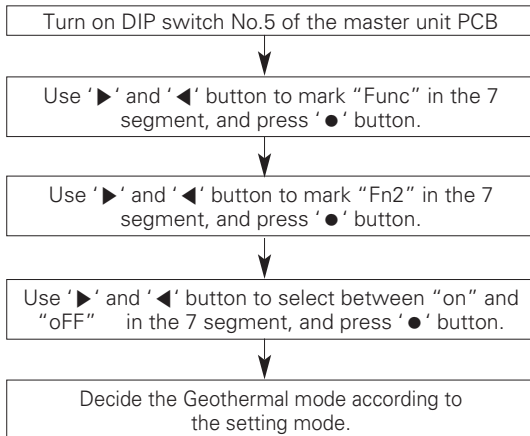 Turn on DIP switch No.5 of the master unit PCB
Use ‘▶‘ and ‘◀‘ button to mark “Func” in the 7
segment, and press ‘●‘ button.
Use ‘▶‘ and ‘◀‘ button to mark “Fn2” in the 7
segment, and press ‘●‘ button.
Use ‘▶‘ and ‘◀‘ button to select between “on” and
“oFF” in the 7 segment, and press ‘●‘ button.
Decide the Geothermal mode according to
the setting mode.